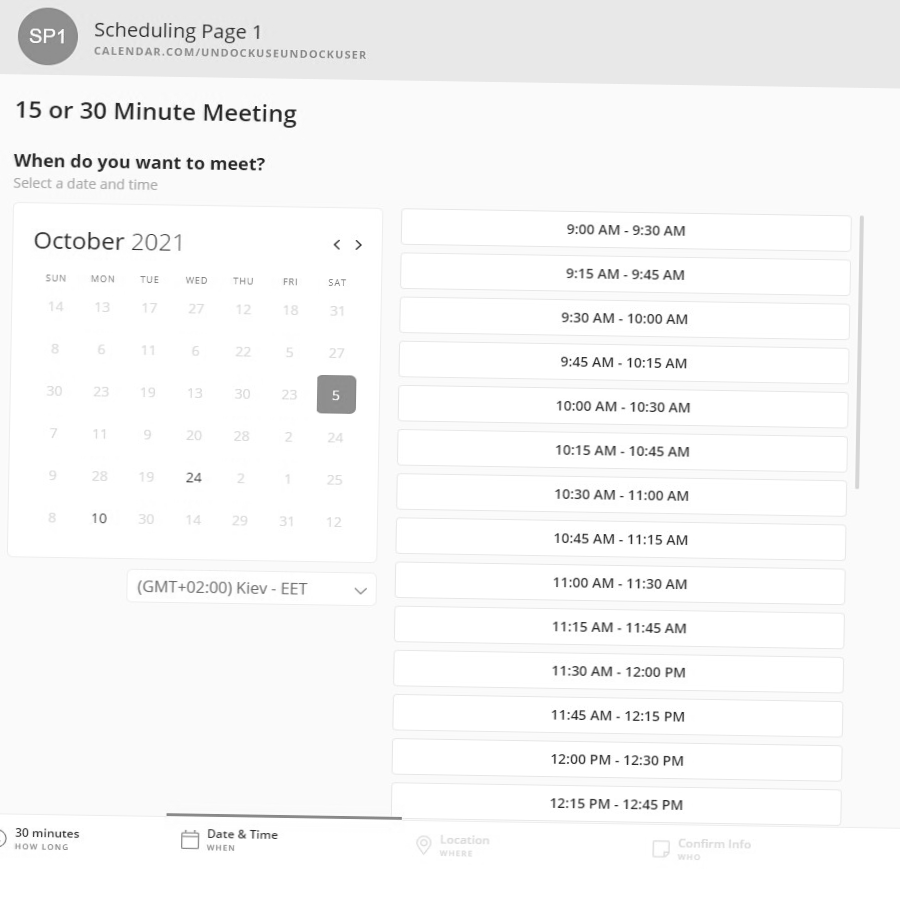 SP1
Scheduling Page 1
CALENDAR.COM/UNDOCKUSEUNDOCKUSER
15 or 30 Minute Meeting
When do you want to meet?
Select a date and time
October 2021
SUN MON TUE WED THU FRI SAT
14 13 17 27 12 18 31
8 6 11 6 22 5 27
30 23 19 13 30 23 5
7 11 9 20 28 2 24
9 28 19 24 2 1 25
8 10 30 14 29 31 12
(GMT+02:00) Kiev - EET
9:00 AM - 9:30 AM
9:15 AM - 9:45 AM
9:30 AM - 10:00 AM
9:45 AM - 10:15 AM
10:00 AM - 10:30 AM
10:15 AM - 10:45 AM
10:30 AM - 11:00 AM
10:45 AM - 11:15 AM
11:00 AM - 11:30 AM
11:15 AM - 11:45 AM
11:30 AM - 12:00 PM
11:45 AM - 12:15 PM
12:00 PM - 12:30 PM
12:15 PM - 12:45 PM
30 minutes
HOW LONG
Date & Time
WHEN
Location
WHERE
Confirm Info
WHO